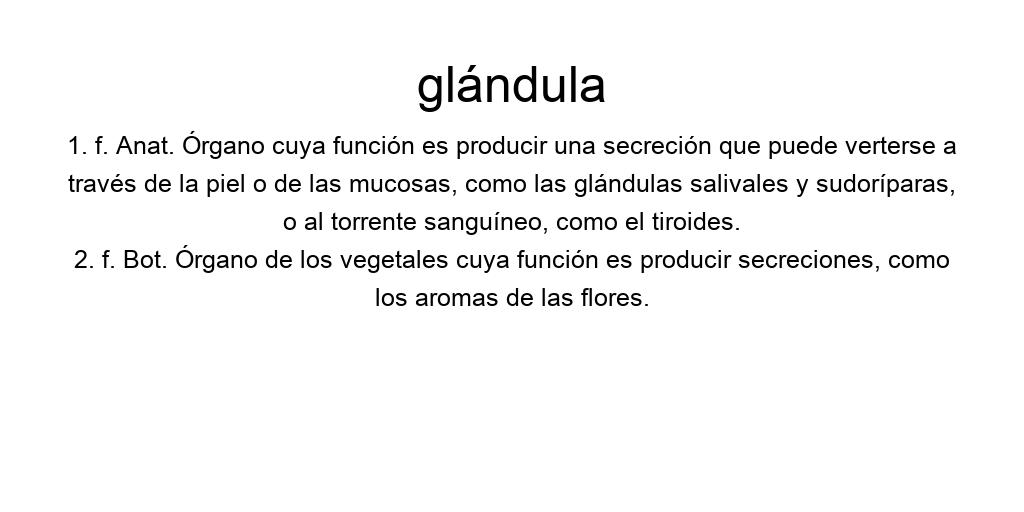 glándula
1. f. Anat. Órgano cuya función es producir una secreción que puede verterse a
través de la piel o de las mucosas, como las glándulas salivales y sudoríparas,
o al torrente sanguíneo, como el tiroides.
2. f. Bot. Órgano de los vegetales cuya función es producir secreciones, como
los aromas de las flores.